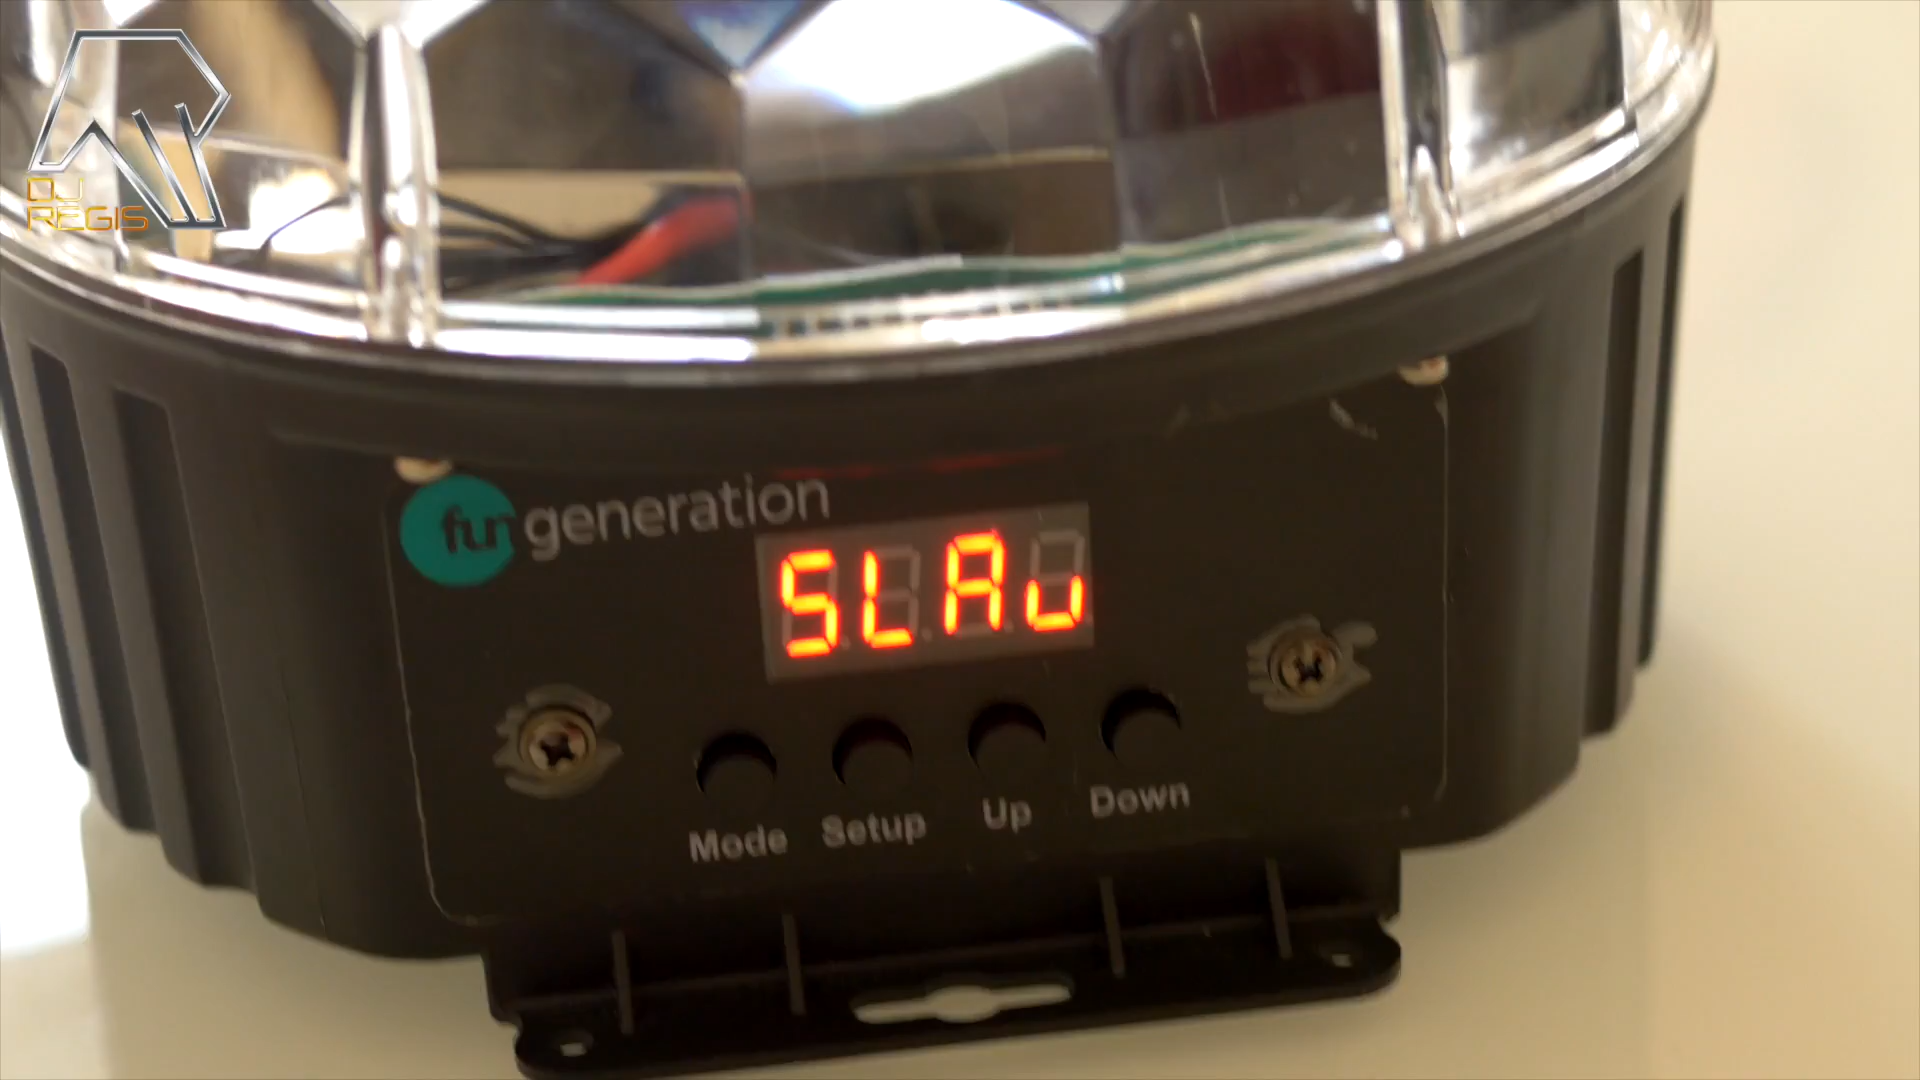 DJ
REGIS
fun generation
SLAu
Mode Setup Up Down